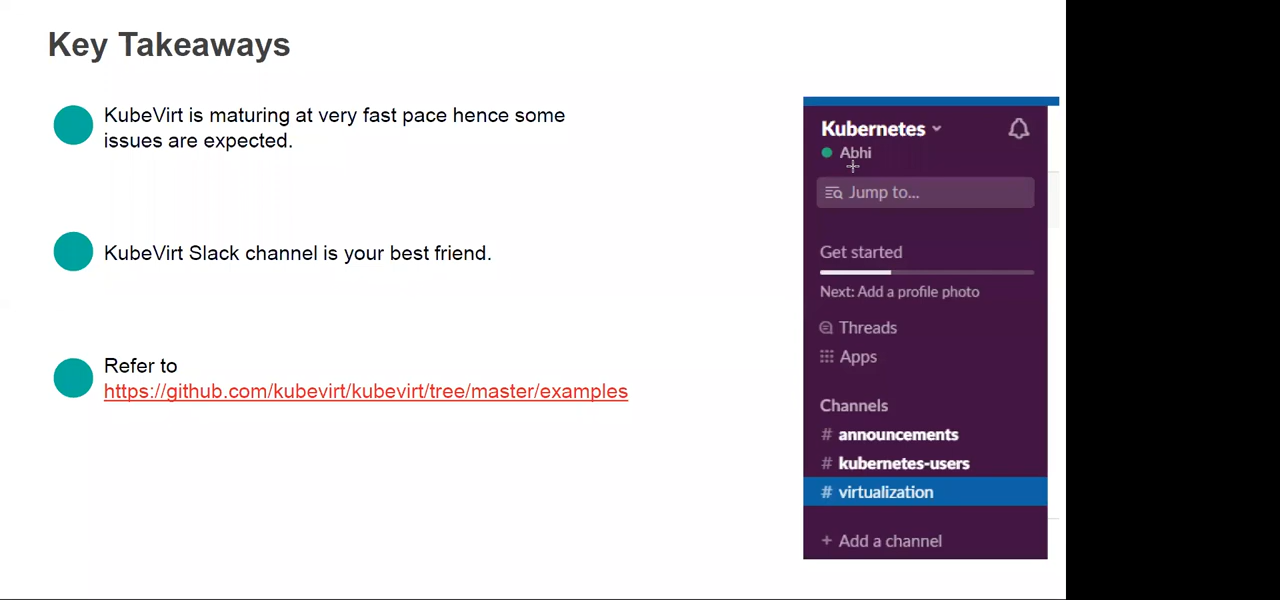 Key Takeaways
KubeVirt is maturing at very fast pace hence some
issues are expected.
KubeVirt Slack channel is your best friend.
Refer to
https://github.com/kubevirt/kubevirt/tree/master/examples
Kubernetes
Abhi
Jump to...
Get started
Next: Add a profile photo
Threads
Apps
Channels
# announcements
# kubernetes-users
# virtualization
+ Add a channel